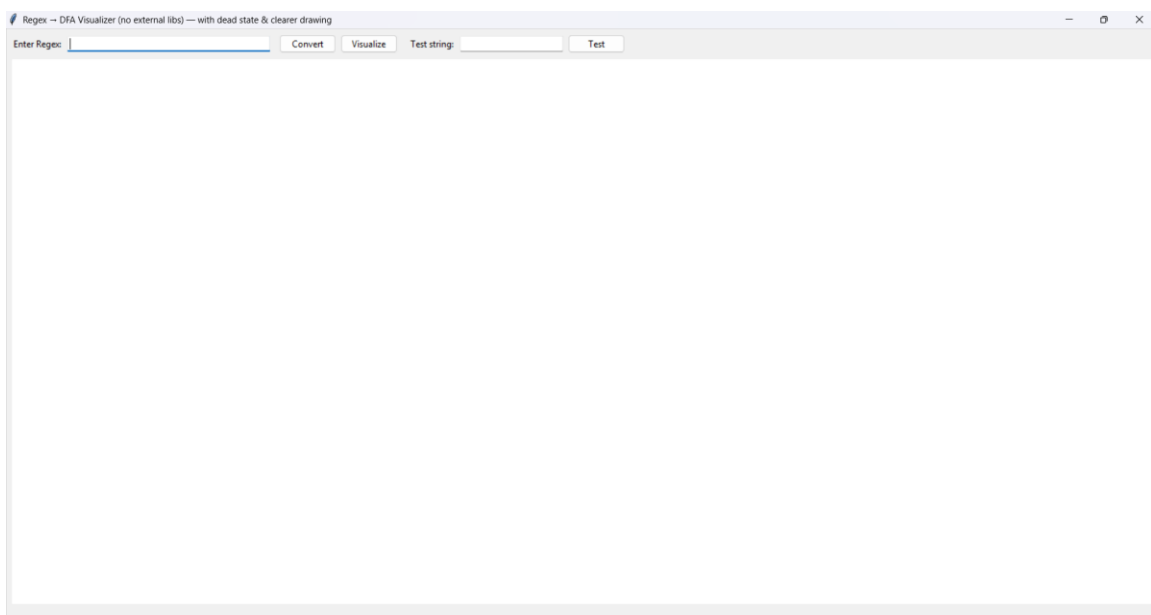 Regex → DFA Visualizer (no external libs) — with dead state & clearer drawing
Enter Regex: Convert Visualize Test string: Test